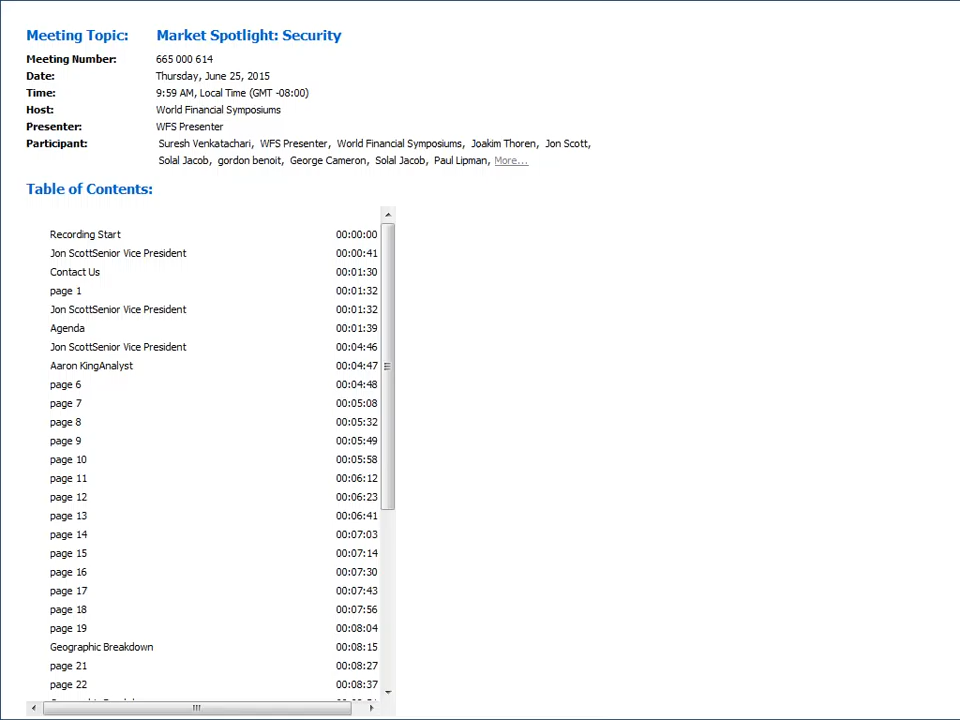 Meeting Topic: Market Spotlight: Security
Meeting Number: 665 000 614
Date: Thursday, June 25, 2015
Time: 9:59 AM, Local Time (GMT -08:00)
Host: World Financial Symposiums
Presenter: WFS Presenter
Participant: Suresh Venkatachari, WFS Presenter, World Financial Symposiums, Joakim Thoren, Jon Scott,
Solal Jacob, gordon benoit, George Cameron, Solal Jacob, Paul Lipman, More...
Table of Contents:
Recording Start 00:00:00
Jon ScottSenior Vice President 00:00:41
Contact Us 00:01:30
page 1 00:01:32
Jon ScottSenior Vice President 00:01:32
Agenda 00:01:39
Jon ScottSenior Vice President 00:04:46
Aaron KingAnalyst 00:04:47
page 6 00:04:48
page 7 00:05:08
page 8 00:05:32
page 9 00:05:49
page 10 00:05:58
page 11 00:06:12
page 12 00:06:23
page 13 00:06:41
page 14 00:07:03
page 15 00:07:14
page 16 00:07:30
page 17 00:07:43
page 18 00:07:56
page 19 00:08:04
Geographic Breakdown 00:08:15
page 21 00:08:27
page 22 00:08:37